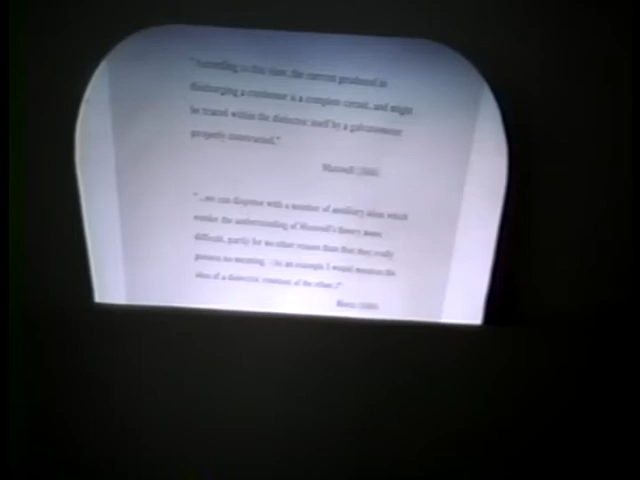 "According to this view, the current produced in
discharging a condenser is a complete circuit, and might
be traced within the dielectric itself by a galvanometer
properly constructed."
Maxwell
"...we can dispense with a number of auxiliary ideas which
render the understanding of Maxwell's theory more
difficult, partly for no other reason than that they really
possess no meaning. As an example I would mention the
idea of a dielectric constant of the ether.